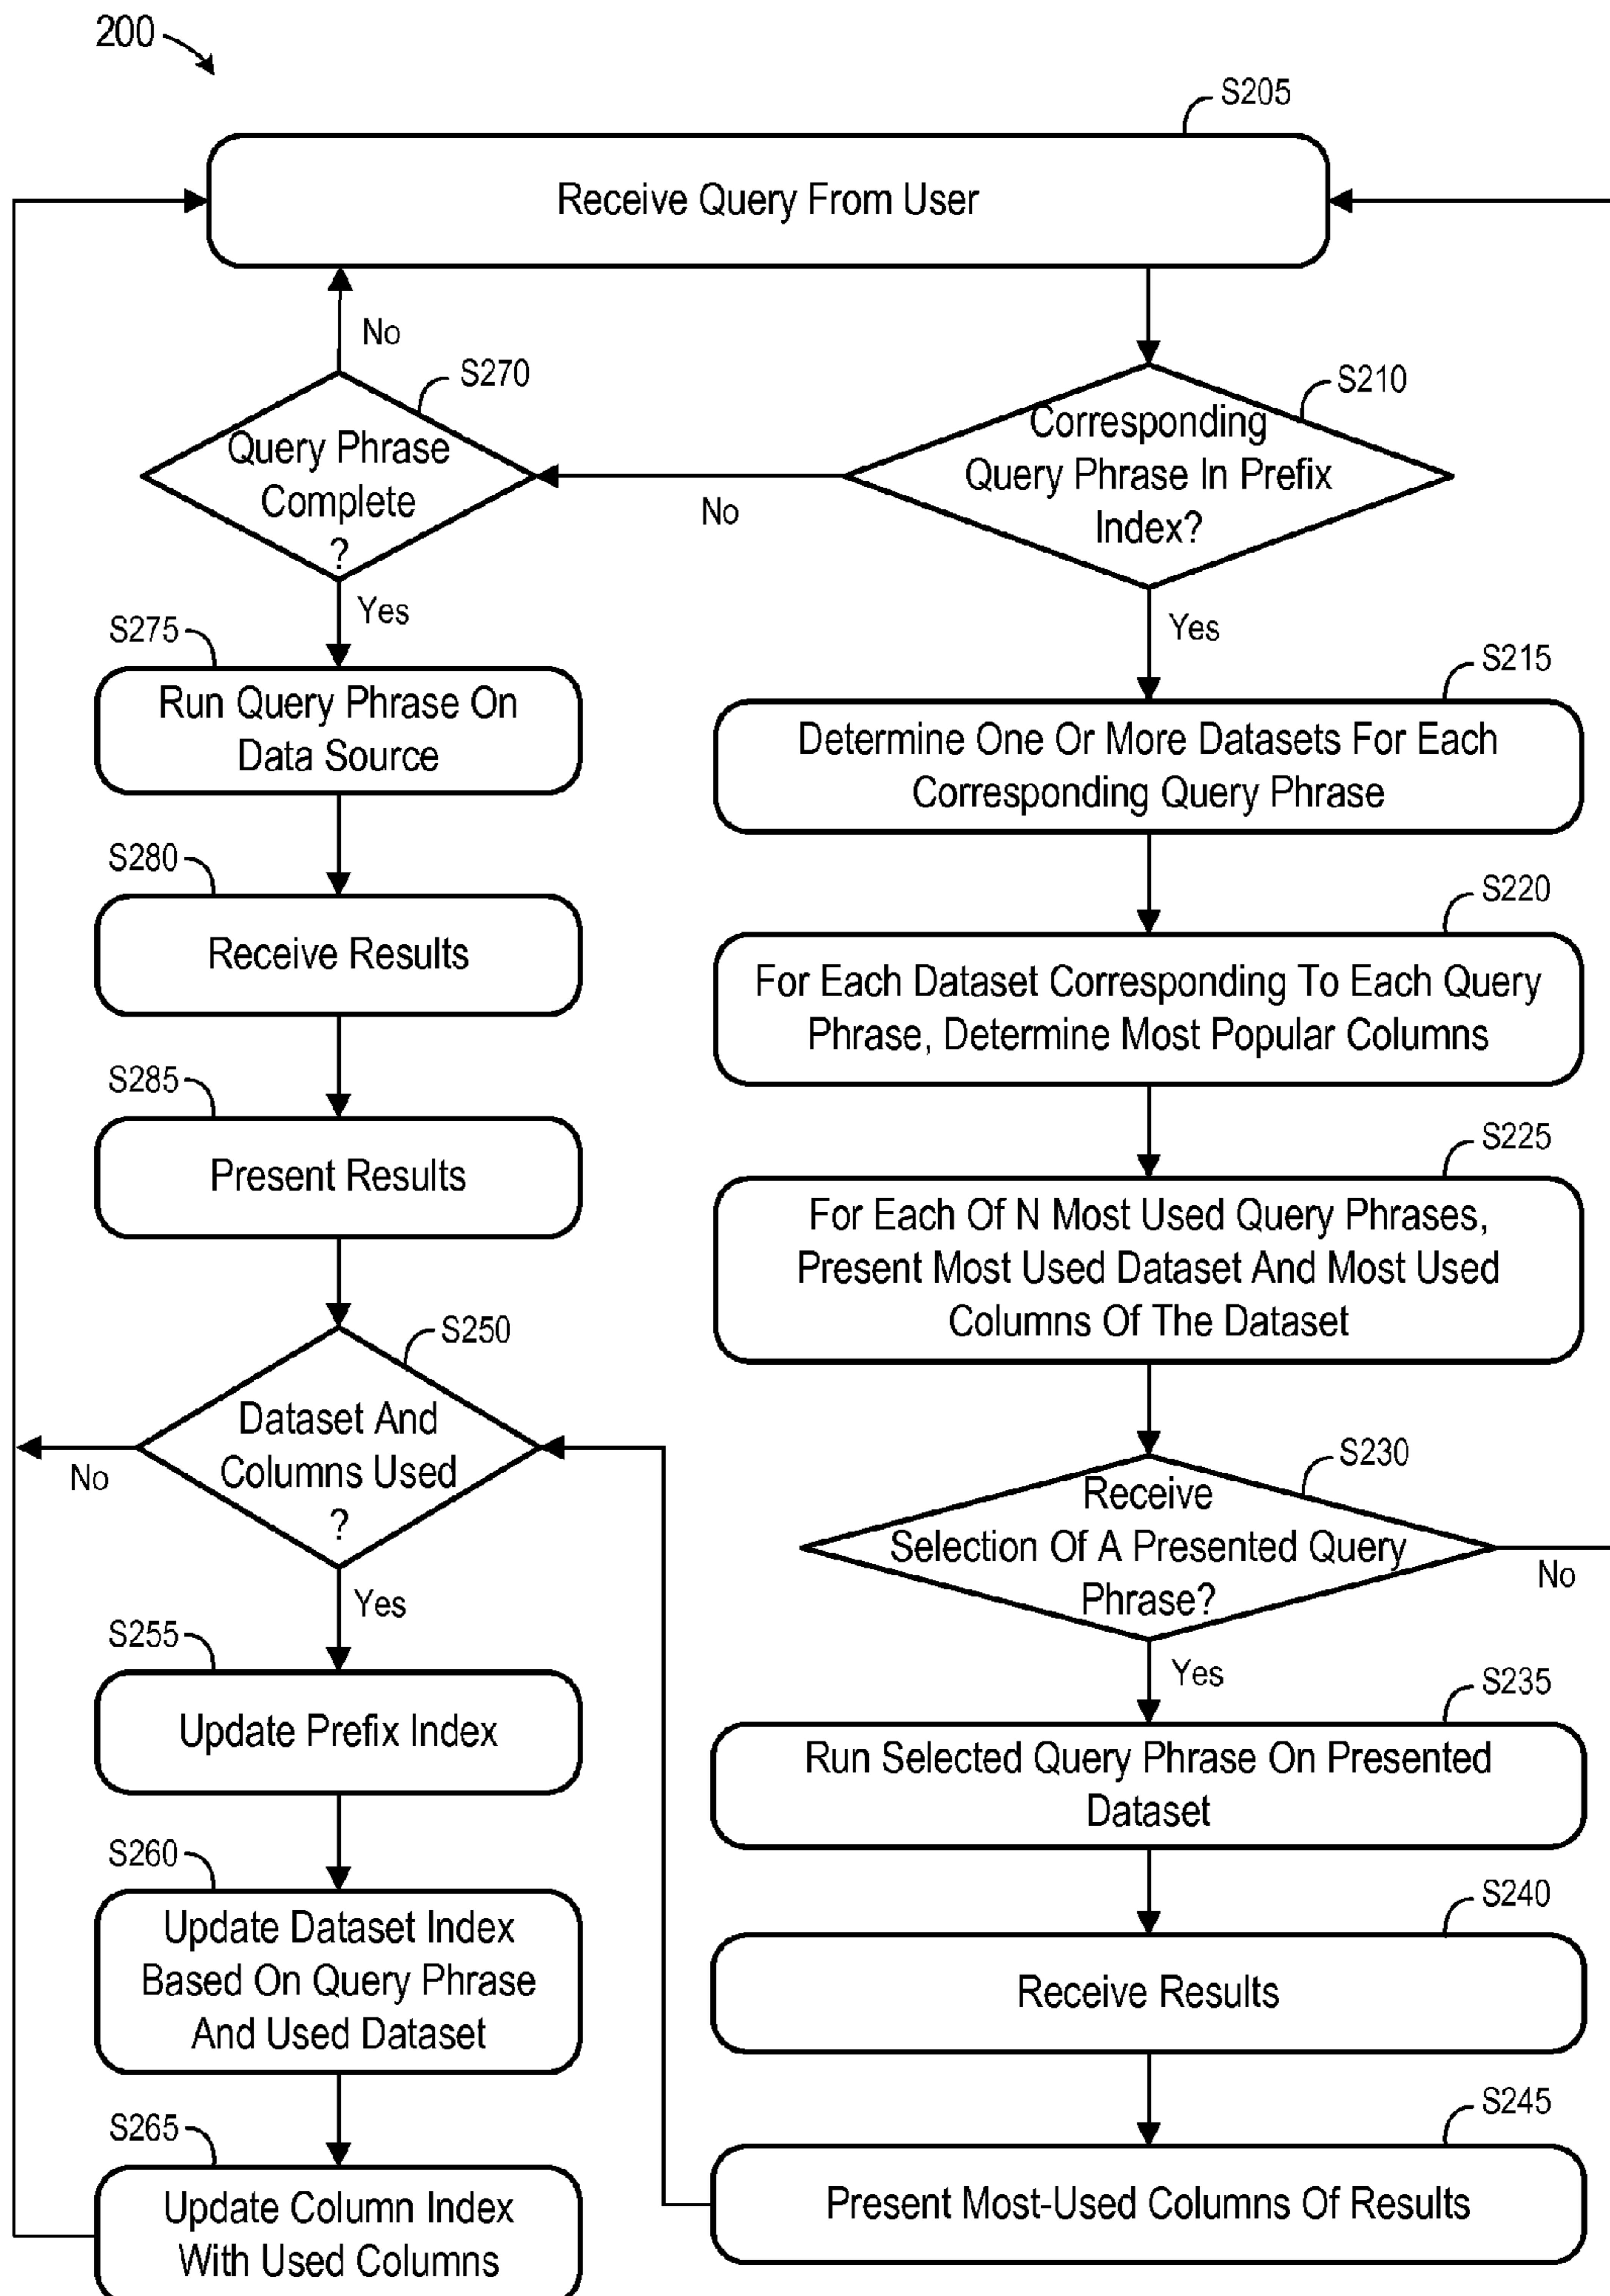 200
S205
Receive Query From User
No
S270
Query Phrase
Complete
?
S210
Corresponding
Query Phrase In Prefix
Index?
No
Yes
Yes
S275
Run Query Phrase On
Data Source
S215
Determine One Or More Datasets For Each
Corresponding Query Phrase
S280
Receive Results
S220
For Each Dataset Corresponding To Each Query
Phrase, Determine Most Popular Columns
S285
Present Results
S225
For Each Of N Most Used Query Phrases,
Present Most Used Dataset And Most Used
Columns Of The Dataset
S250
Dataset And
Columns Used
?
No
Yes
S230
Receive
Selection Of A Presented Query
Phrase?
No
Yes
S255
Update Prefix Index
S235
Run Selected Query Phrase On Presented
Dataset
S260
Update Dataset Index
Based On Query Phrase
And Used Dataset
S240
Receive Results
S265
Update Column Index
With Used Columns
S245
Present Most-Used Columns Of Results